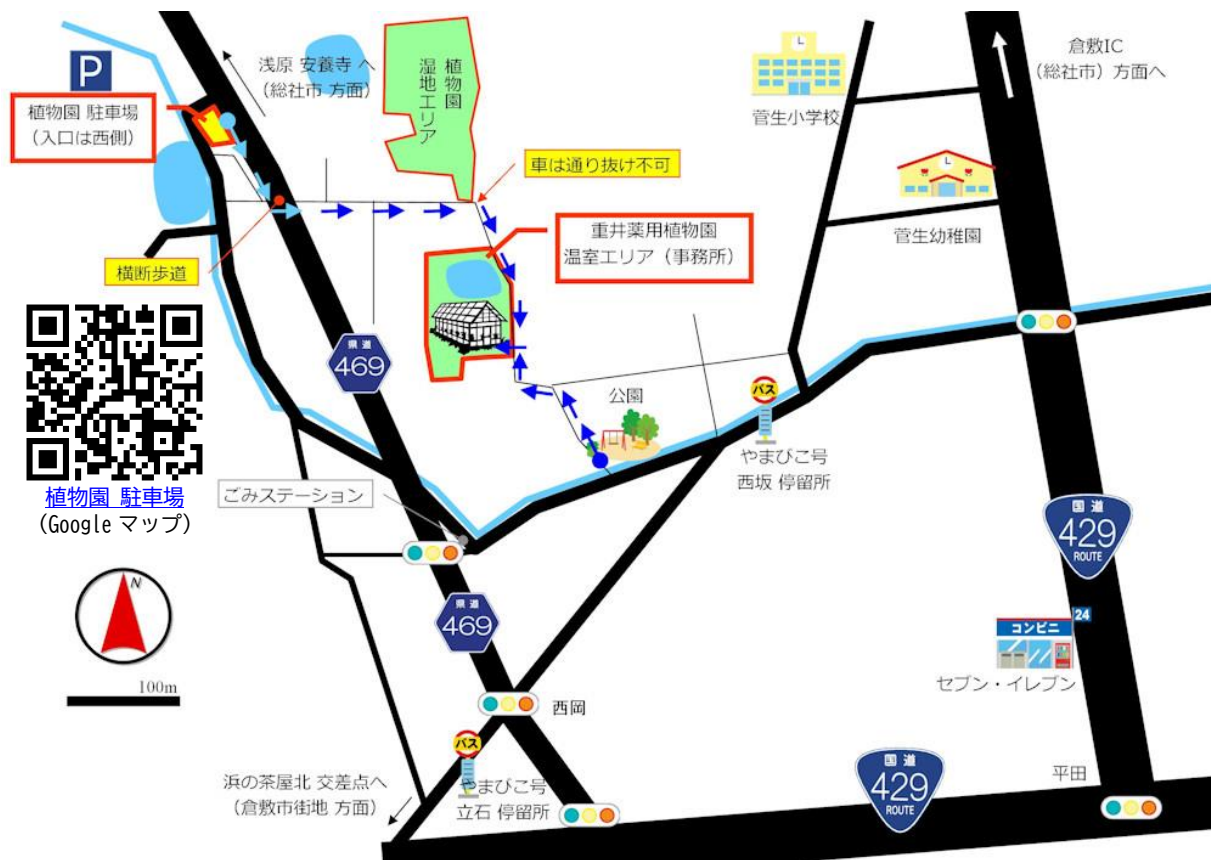 P
植物園 駐車場
（入口は西側）
浅原 安養寺 へ
（総社市 方面）
植物園
湿地エリア
菅生小学校
倉敷IC
（総社市）方面へ
車は通り抜け不可
菅生幼稚園
重井薬用植物園
温室エリア（事務所）
横断歩道
県道
469
公園
バス
やまびこ号
西坂 停留所
植物園 駐車場
（Google マップ）
ごみステーション
国道
429
ROUTE
N
100m
県道
469
24
コンビニ
セブン・イレブン
西岡
バス
やまびこ号
立石 停留所
浜の茶屋北 交差点へ
（倉敷市街地 方面）
国道
429
ROUTE
平田